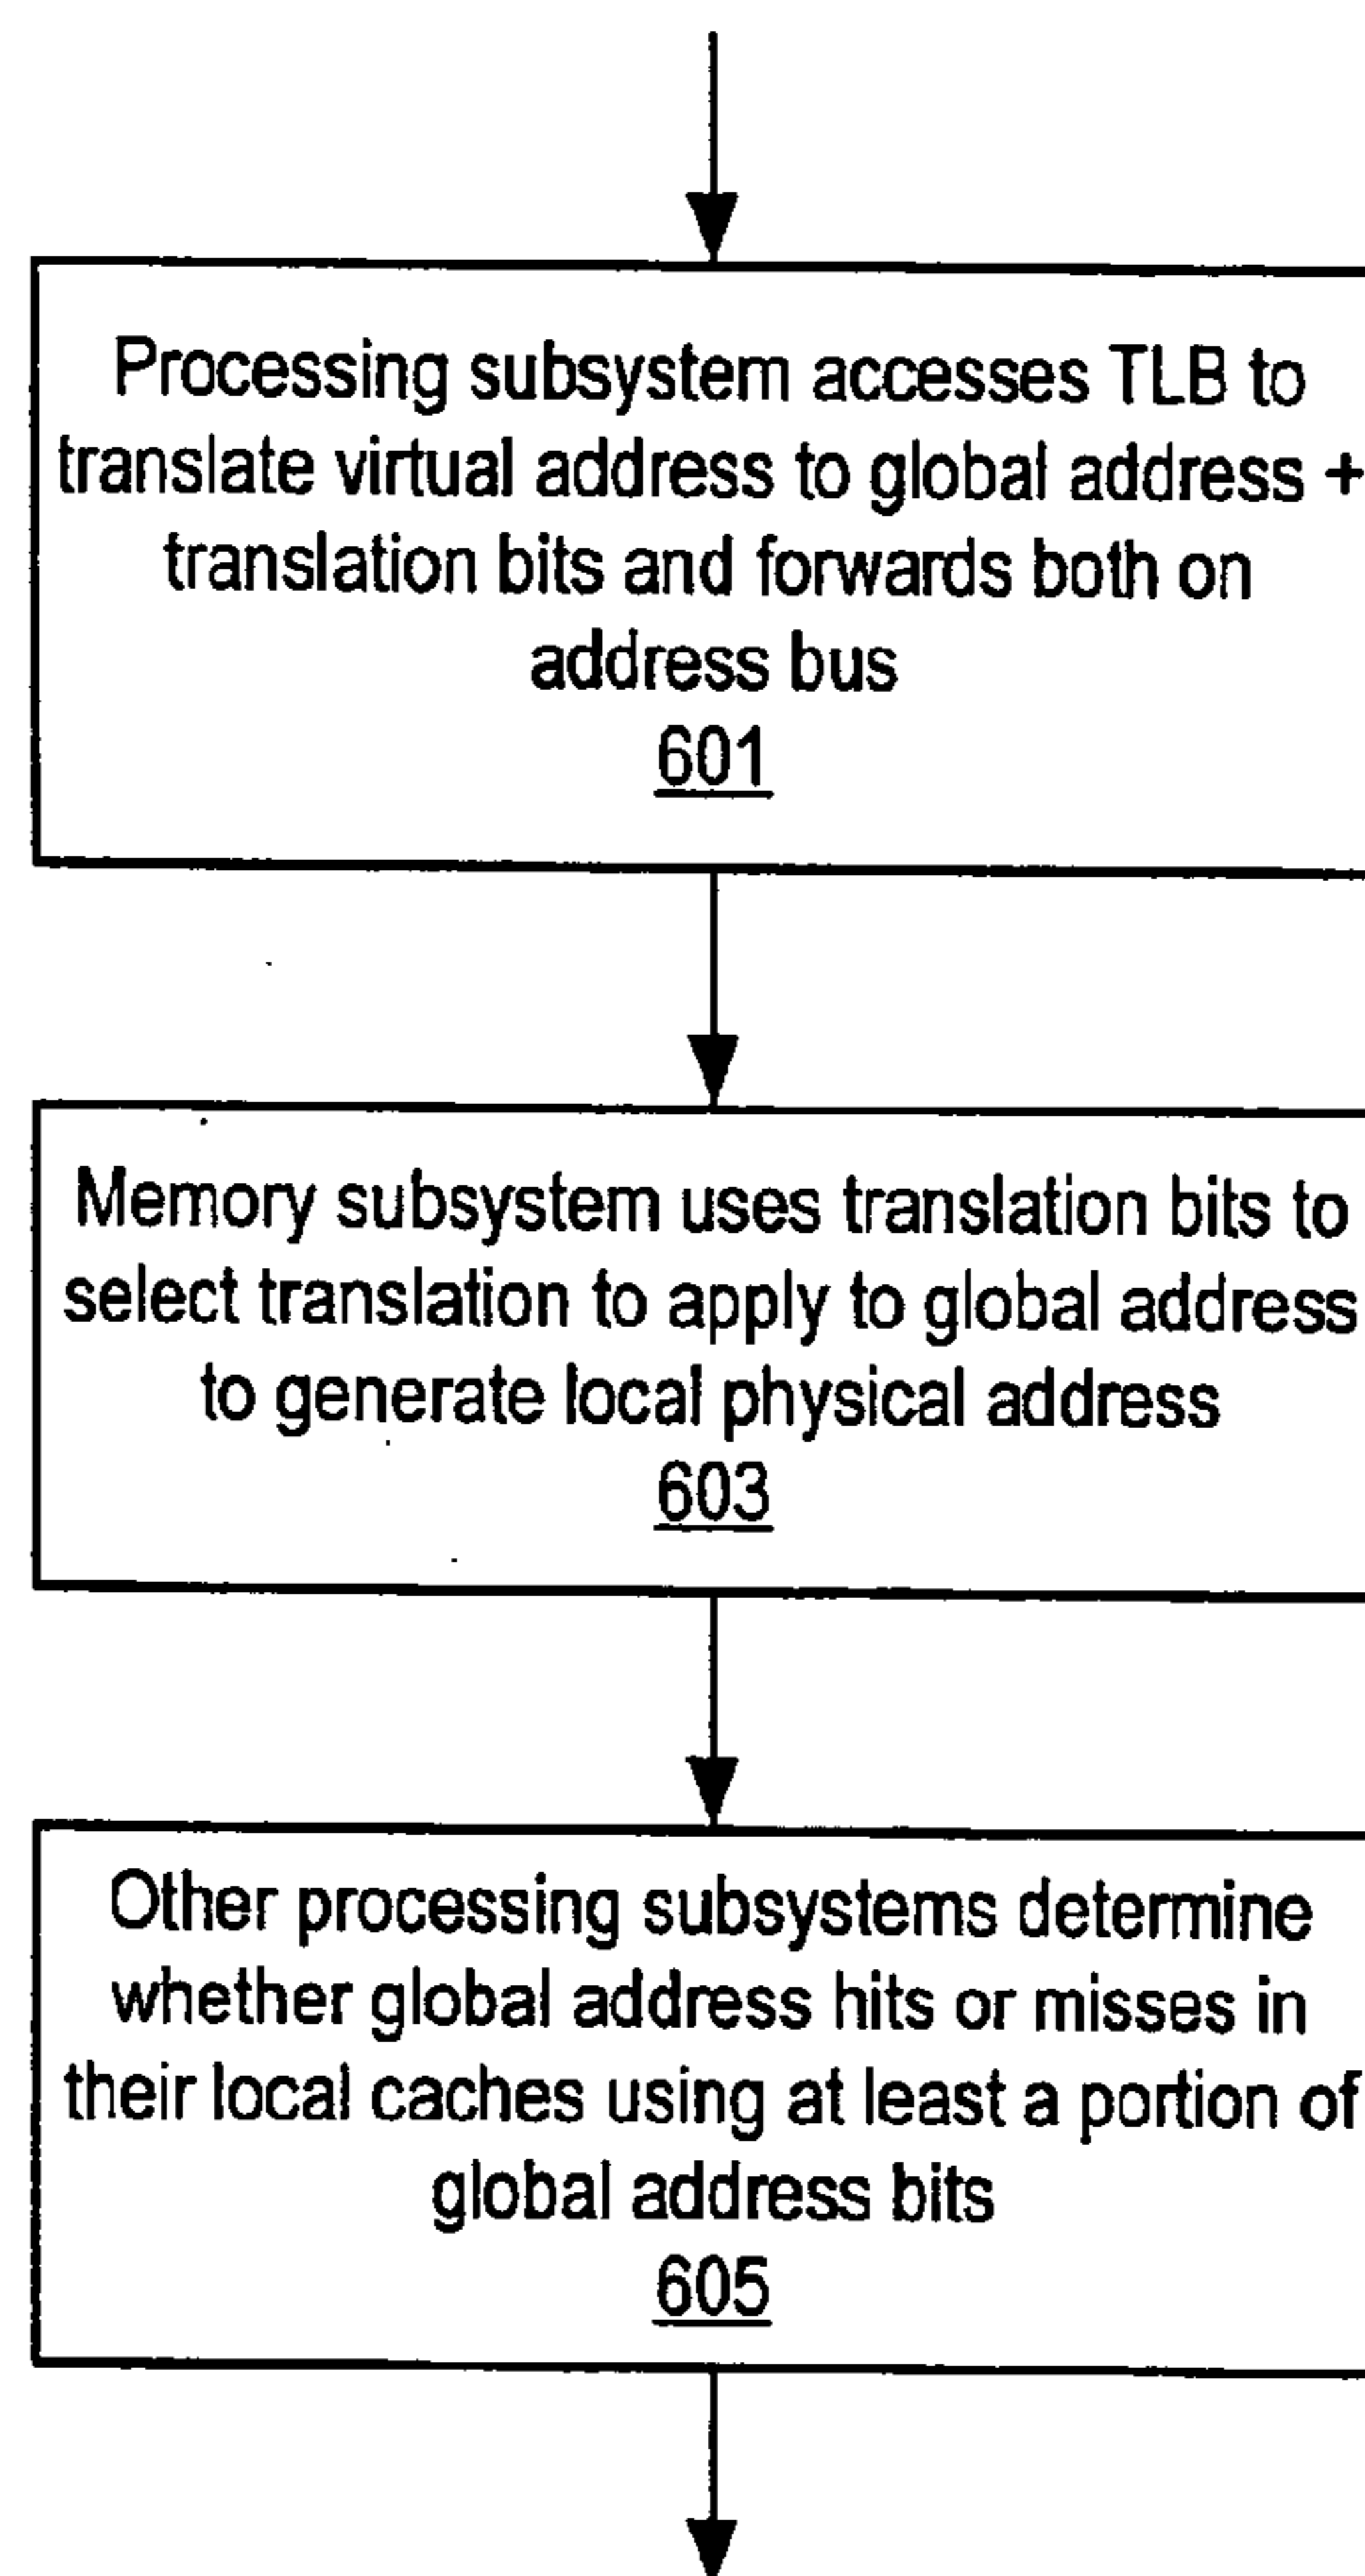 Processing subsystem accesses TLB to
translate virtual address to global address +
translation bits and forwards both on
address bus
601
Memory subsystem uses translation bits to
select translation to apply to global address
to generate local physical address
603
Other processing subsystems determine
whether global address hits or misses in
their local caches using at least a portion of
global address bits
605